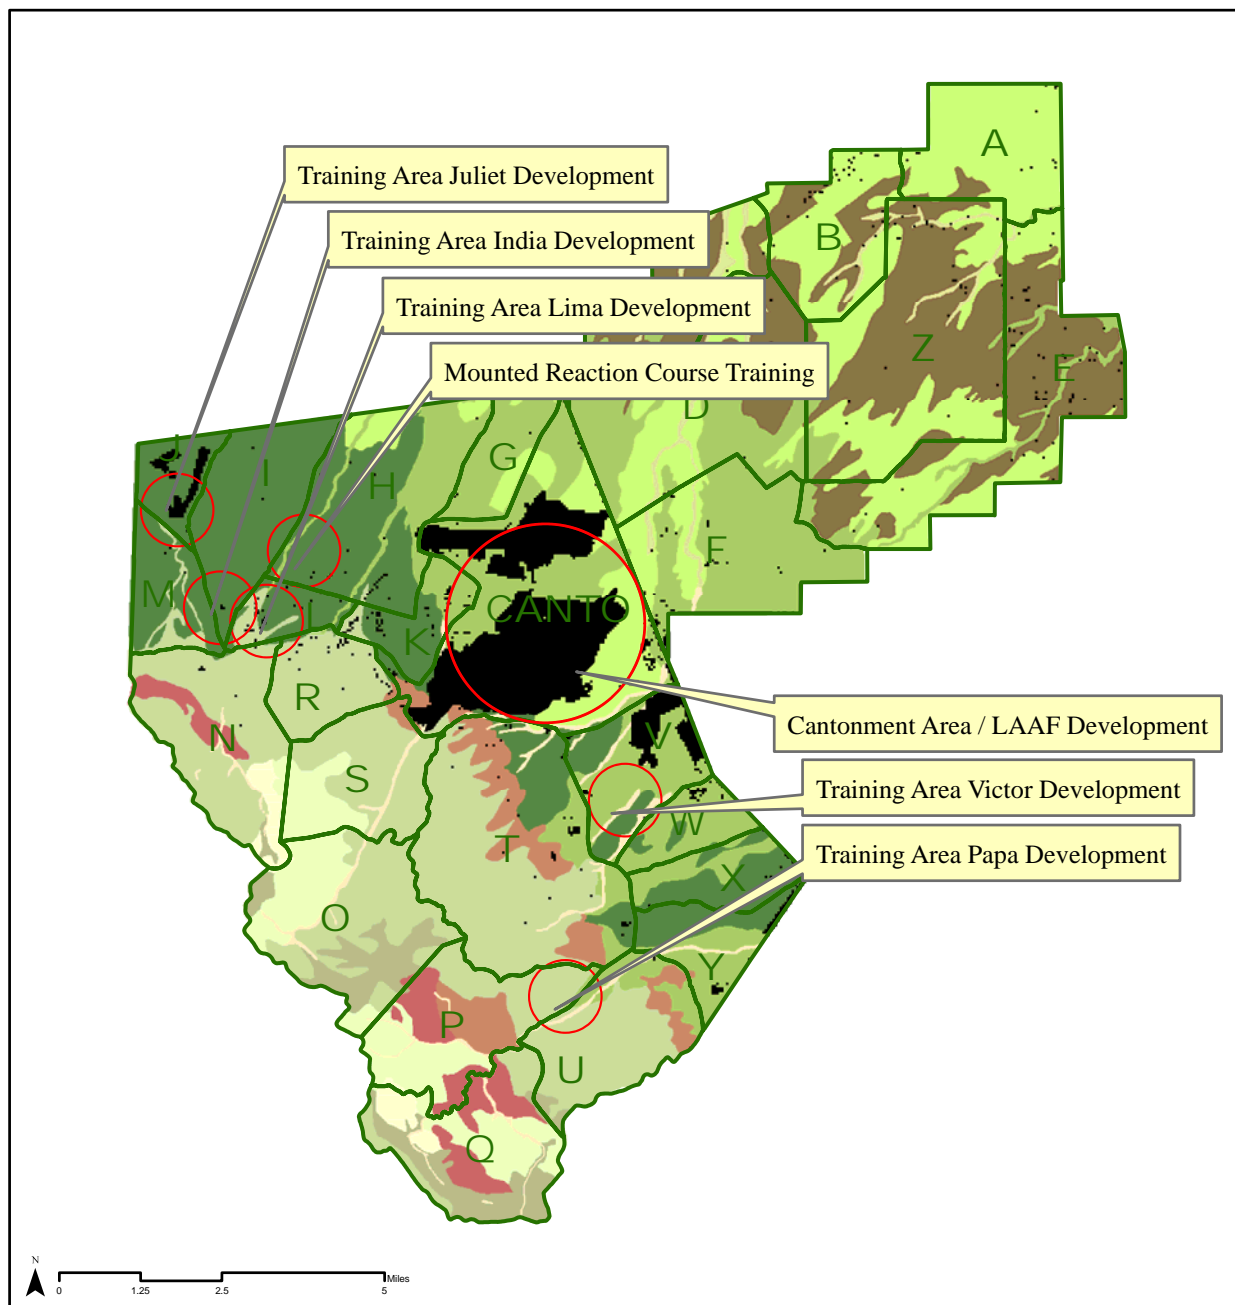 A
Training Area Juliet Development
Training Area India Development
B
Training Area Lima Development
Z
E
Mounted Reaction Course Training
D
J
I
H
G
F
M
L
K
CANTO
R
N
S
V
Cantonment Area / LAAF Development
Training Area Victor Development
W
T
Training Area Papa Development
X
O
Y
P
U
Q
N
Miles
0 1.25 2.5 5